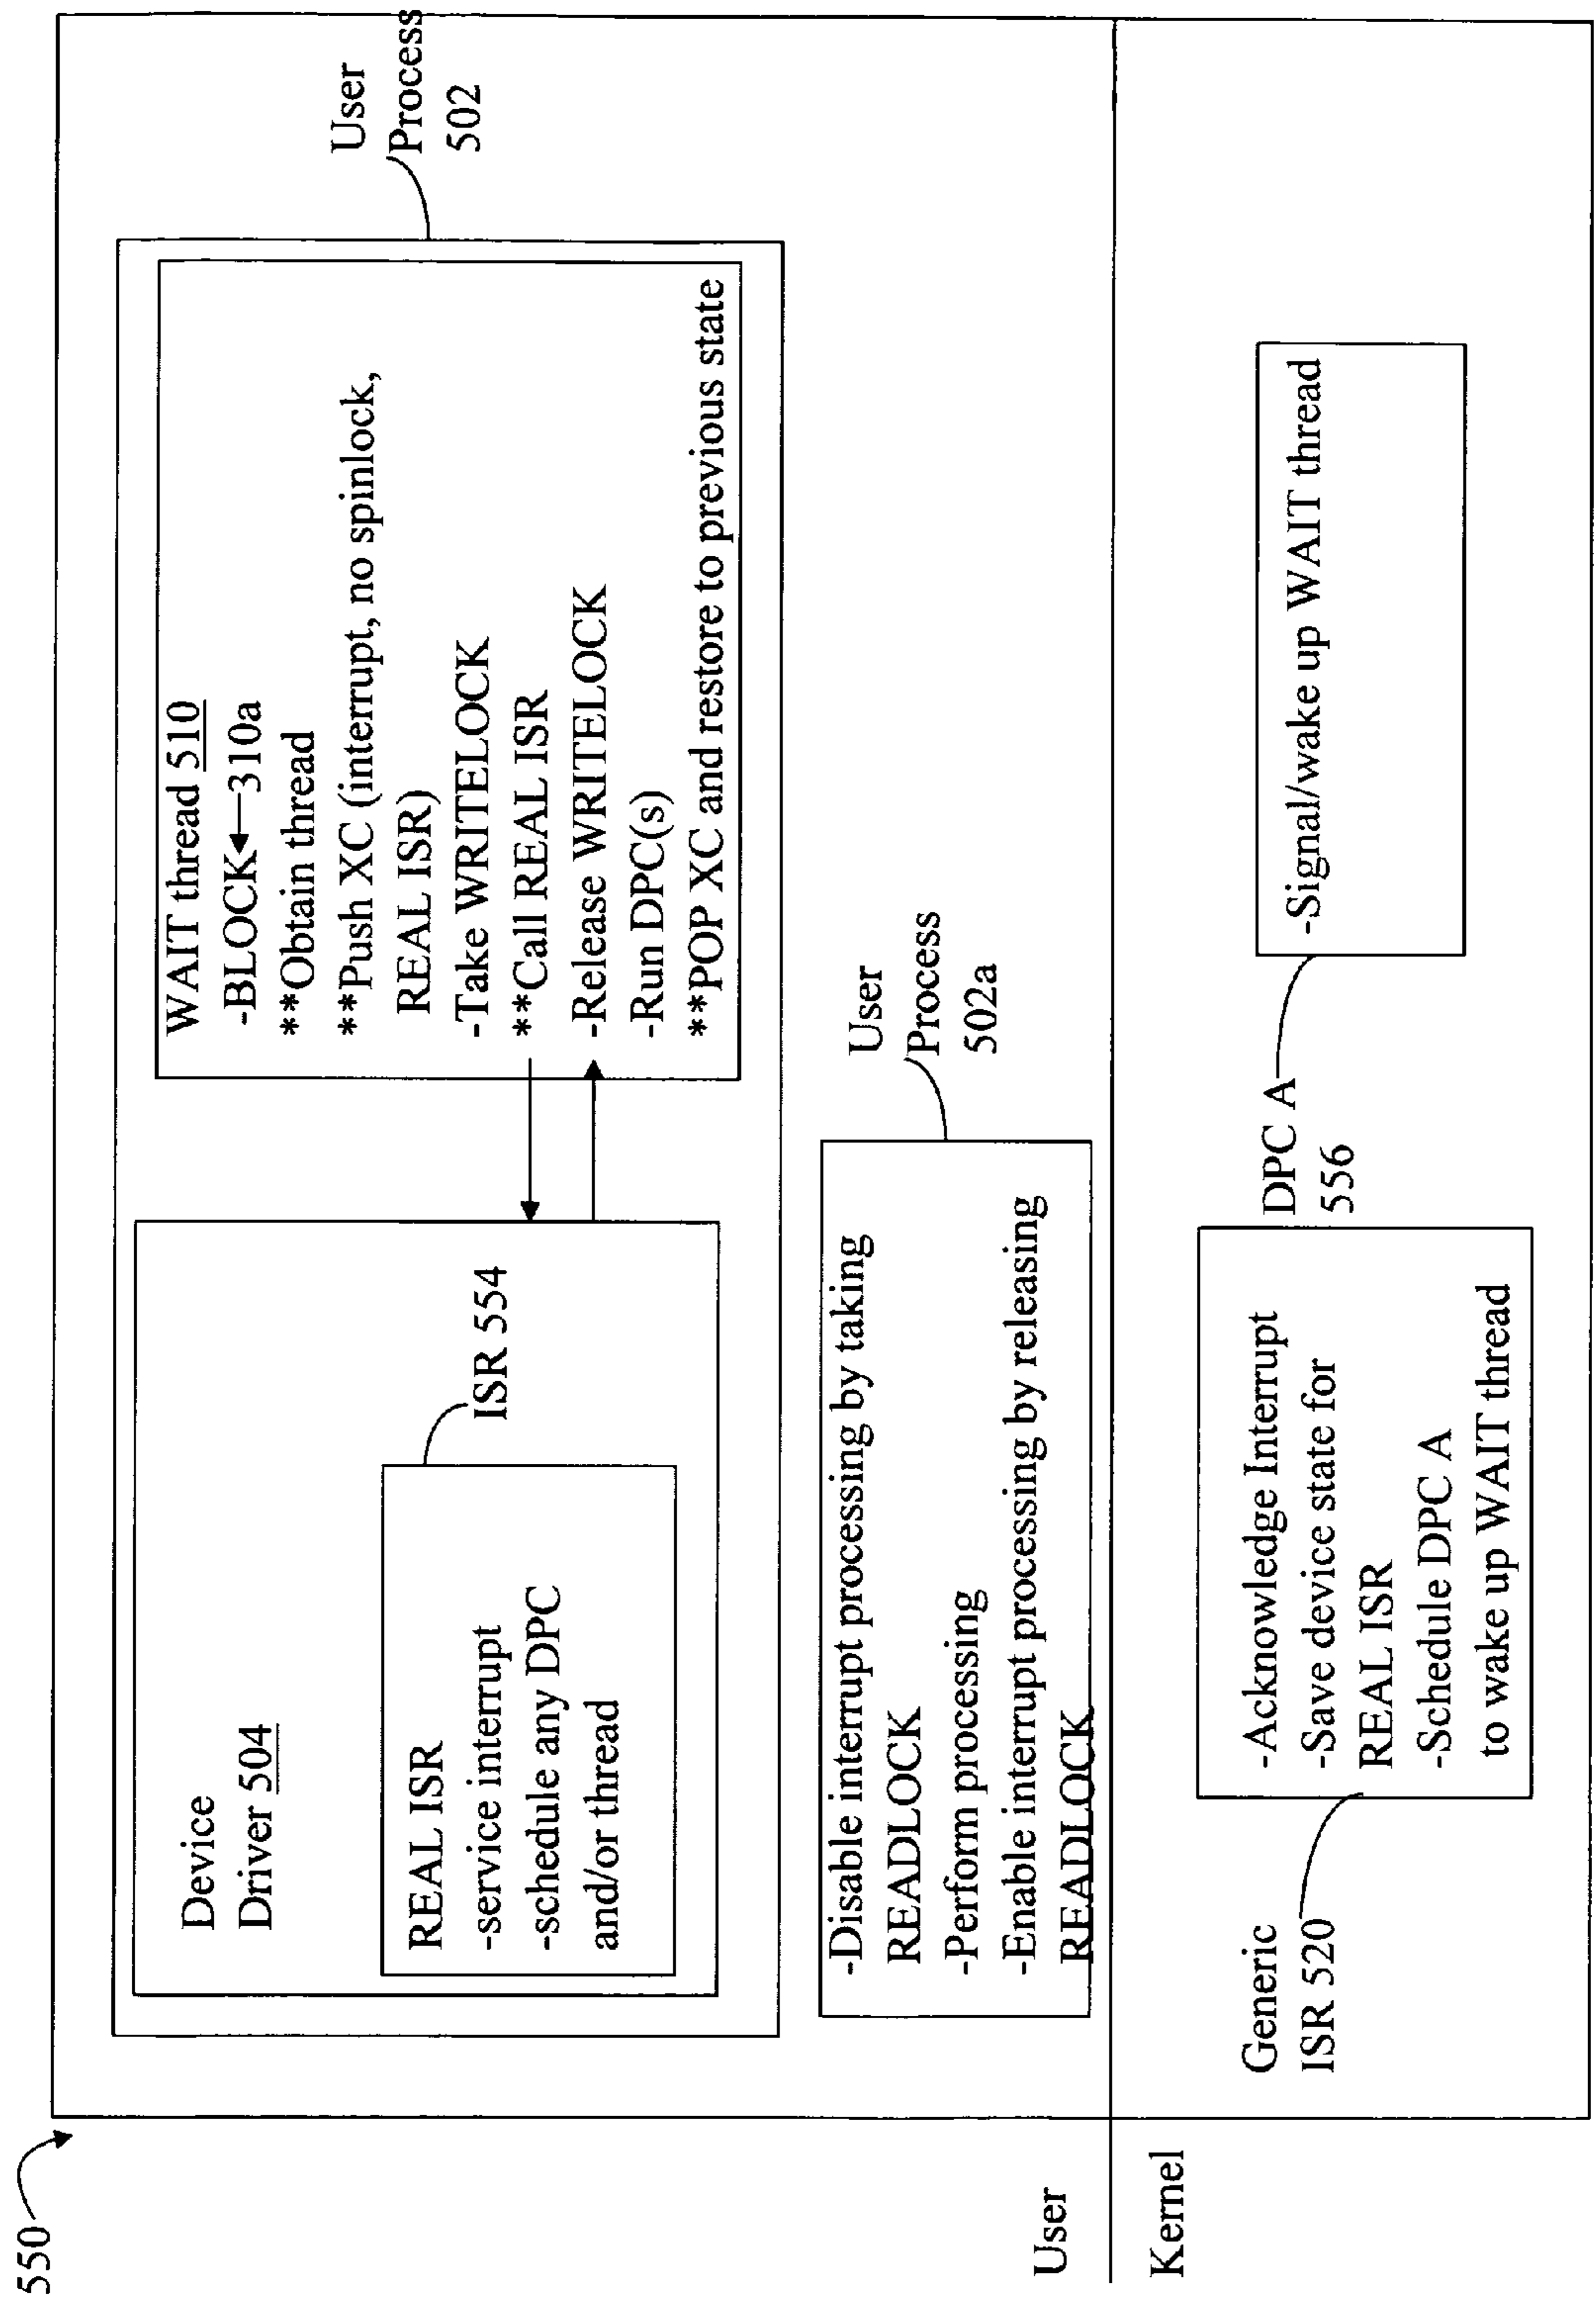 550
User
Process
502
Device
Driver 504
REAL ISR
-service interrupt
-schedule any DPC
and/or thread
ISR 554
WAIT thread 510
-BLOCK
310a
**Obtain thread
**Push XC (interrupt, no spinlock,
REAL ISR)
-Take WRITELOCK
**Call REAL ISR
-Release WRITELOCK
-Run DPC(s)
**POP XC and restore to previous state
-Disable interrupt processing by taking
READLOCK
-Perform processing
-Enable interrupt processing by releasing
READLOCK
User
Process
502a
User
Kernel
Generic
ISR 520
-Acknowledge Interrupt
-Save device state for
REAL ISR
-Schedule DPC A
to wake up WAIT thread
DPC A
556
-Signal/wake up WAIT thread